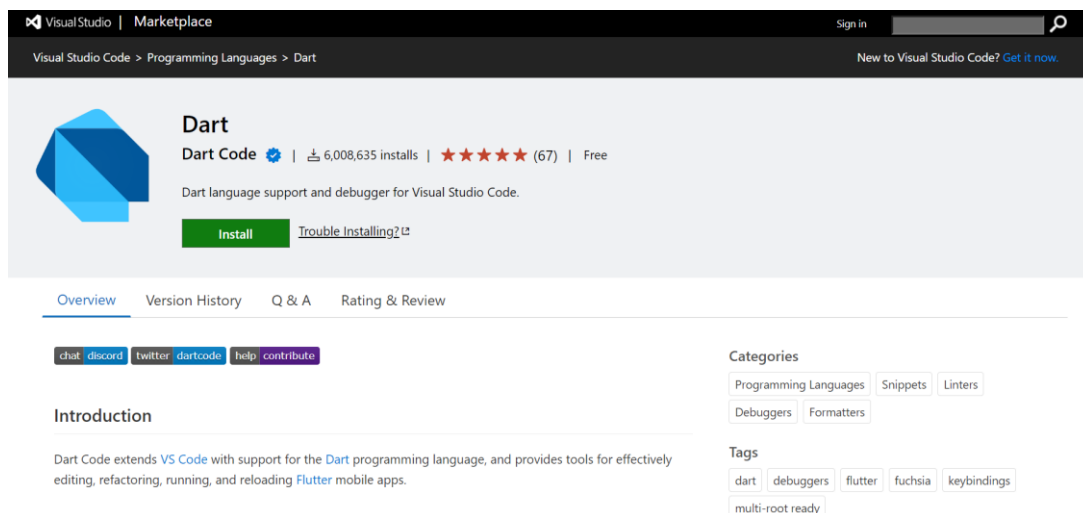 Visual Studio | Marketplace
Sign in
Visual Studio Code > Programming Languages > Dart
New to Visual Studio Code? Get it now.
Dart
Dart Code | 6,008,635 installs | ★★★★★ (67) | Free
Dart language support and debugger for Visual Studio Code.
Install
Trouble Installing?
Overview Version History Q & A Rating & Review
chat discord twitter dartcode help contribute
Introduction
Dart Code extends VS Code with support for the Dart programming language, and provides tools for effectively
editing, refactoring, running, and reloading Flutter mobile apps.
Categories
Programming Languages Snippets Linters
Debuggers Formatters
Tags
dart debuggers flutter fuchsia keybindings
multi-root ready